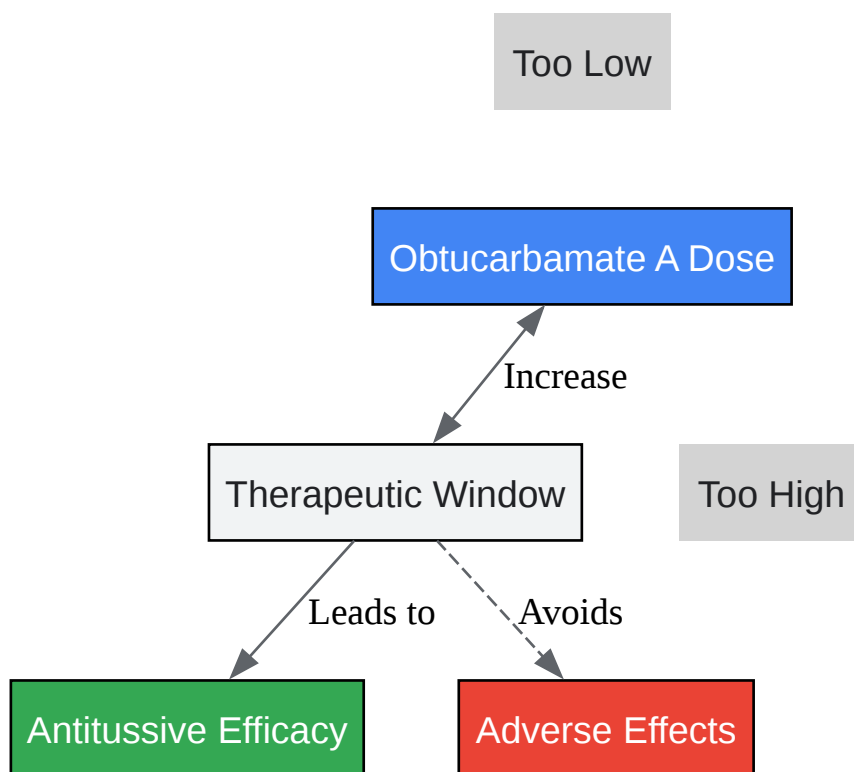 Too Low
Obtucarbamate A Dose
Increase
Therapeutic Window
Too High
Leads to
Avoids
Antitussive Efficacy
Adverse Effects